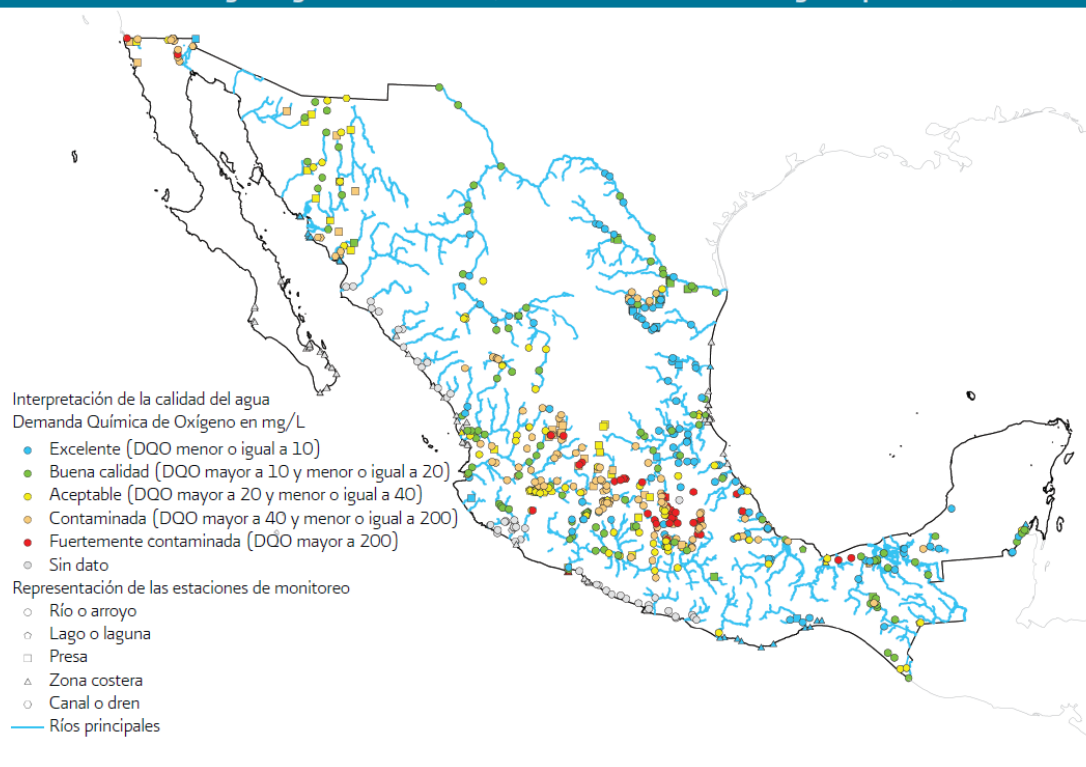 Interpretación de la calidad del agua
Demanda Química de Oxígeno en mg/L
Excelente (DQO menor o igual a 10)
Buena calidad (DQO mayor a 10 y menor o igual a 20)
Aceptable (DQO mayor a 20 y menor o igual a 40)
Contaminada (DQO mayor a 40 y menor o igual a 200)
Fuertemente contaminada (DQO mayor a 200)
Sin dato
Representación de las estaciones de monitoreo
Río o arroyo
Lago o laguna
Presa
Zona costera
Canal o dren
Ríos principales